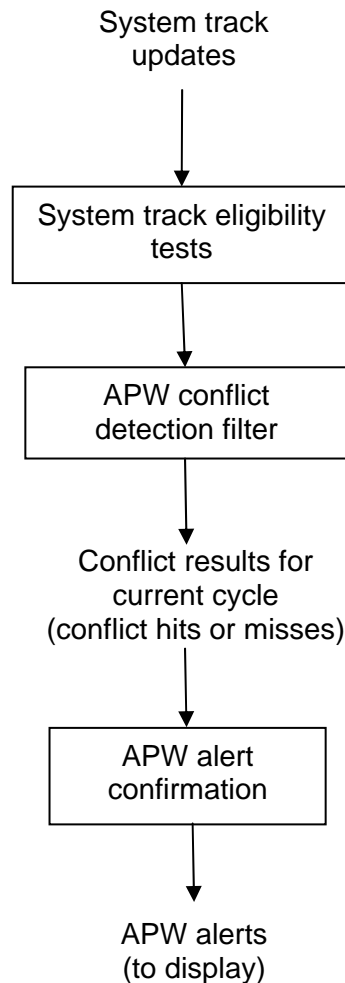 System track
updates
System track eligibility
tests
APW conflict
detection filter
Conflict results for
current cycle
(conflict hits or misses)
APW alert
confirmation
APW alerts
(to display)